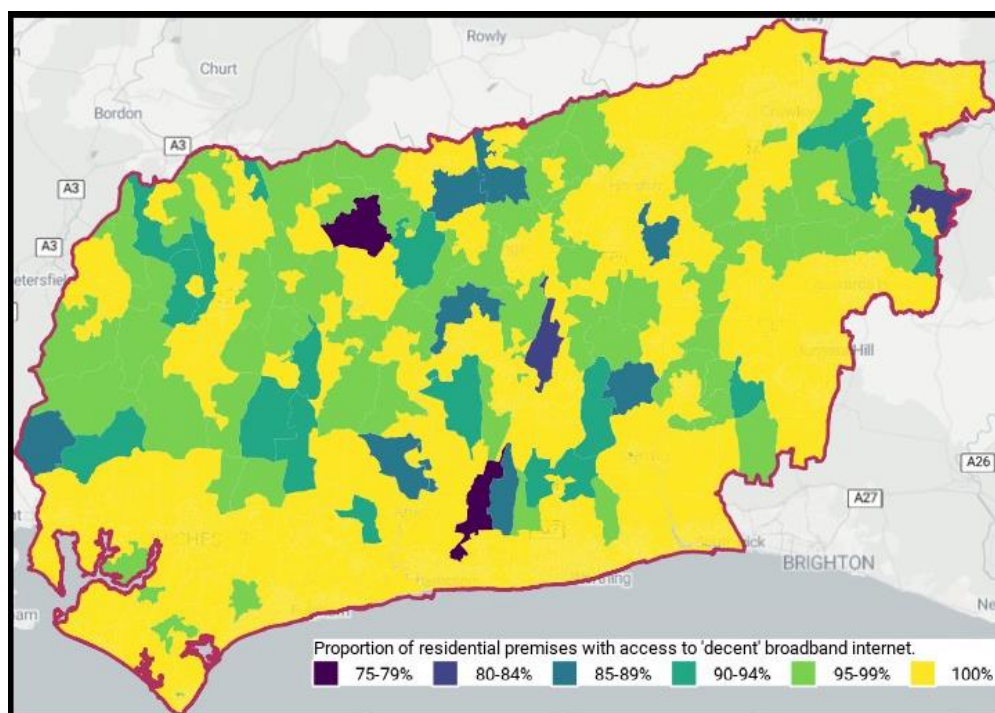 Rowly
Churt
Bordon
A3
A3
A3
etersfiel
Hill
A26
A27
BRIGHTON
Ne
Proportion of residential premises with access to 'decent' broadband internet.
75-79% 80-84% 85-89% 90-94% 95-99% 100%